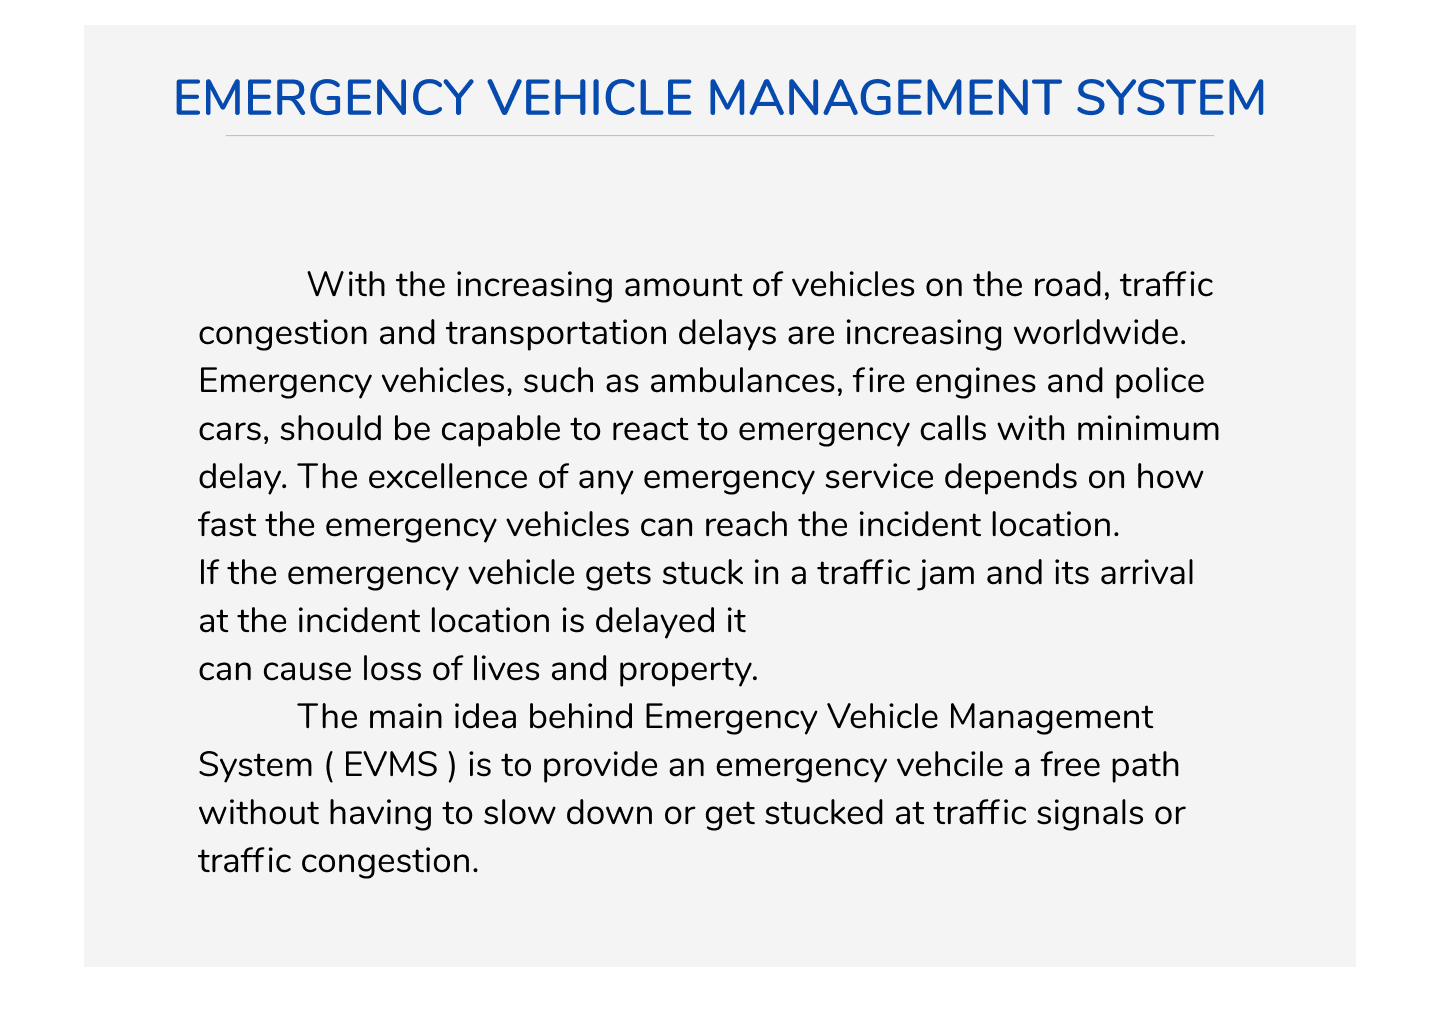 EMERGENCY VEHICLE MANAGEMENT SYSTEM
With the increasing amount of vehicles on the road, traffic
congestion and transportation delays are increasing worldwide.
Emergency vehicles, such as ambulances, fire engines and police
cars, should be capable to react to emergency calls with minimum
delay. The excellence of any emergency service depends on how
fast the emergency vehicles can reach the incident location.
If the emergency vehicle gets stuck in a traffic jam and its arrival
at the incident location is delayed it
can cause loss of lives and property.
The main idea behind Emergency Vehicle Management
System ( EVMS ) is to provide an emergency vehcile a free path
without having to slow down or get stucked at traffic signals or
traffic congestion.